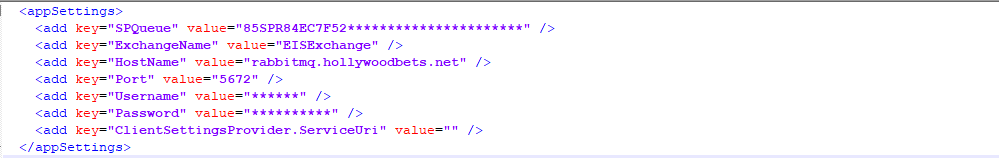 <appSettings>
<add key="SPQueue" value="85SPR84EC7F52**********************" />
<add key="ExchangeName" value="EISExchange" />
<add key="HostName" value="rabbitmq.hollywoodbets.net" />
<add key="Port" value="5672" />
<add key="Username" value="******" />
<add key="Password" value="**********" />
<add key="ClientSettingsProvider.ServiceUri" value="" />
</appSettings>